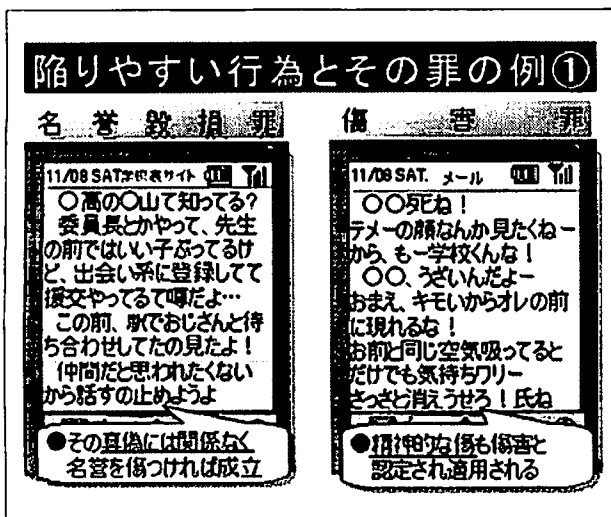 陥りやすい行為とその罪の例①
名誉毀損罪
11/08 SAT.学校裏サイト
○高の○山て知ってる?
委員長とかやって、先生
の前ではいい子ぶってるけ
ど、出会い系に登録してて
援交やってるて噂だよ…
この前、駅でおじさんと待
ち合わせしてたの見たよ!
仲間だと思われたくない
から話すの止めようよ
●その真偽には関係なく
名誉を傷つければ成立
傷害罪
11/08 SAT. メール
○○死ね!
テメーの顔なんか見たくねー
から、もー学校くんな!
○○、うざいんだよー
おまえ、キモいからオレの前
に現れるな!
お前と同じ空気吸ってると
だけでも気持ちワリー
さっさと消えうせろ!氏ね
●精神的な傷も傷害と
認定され適用される